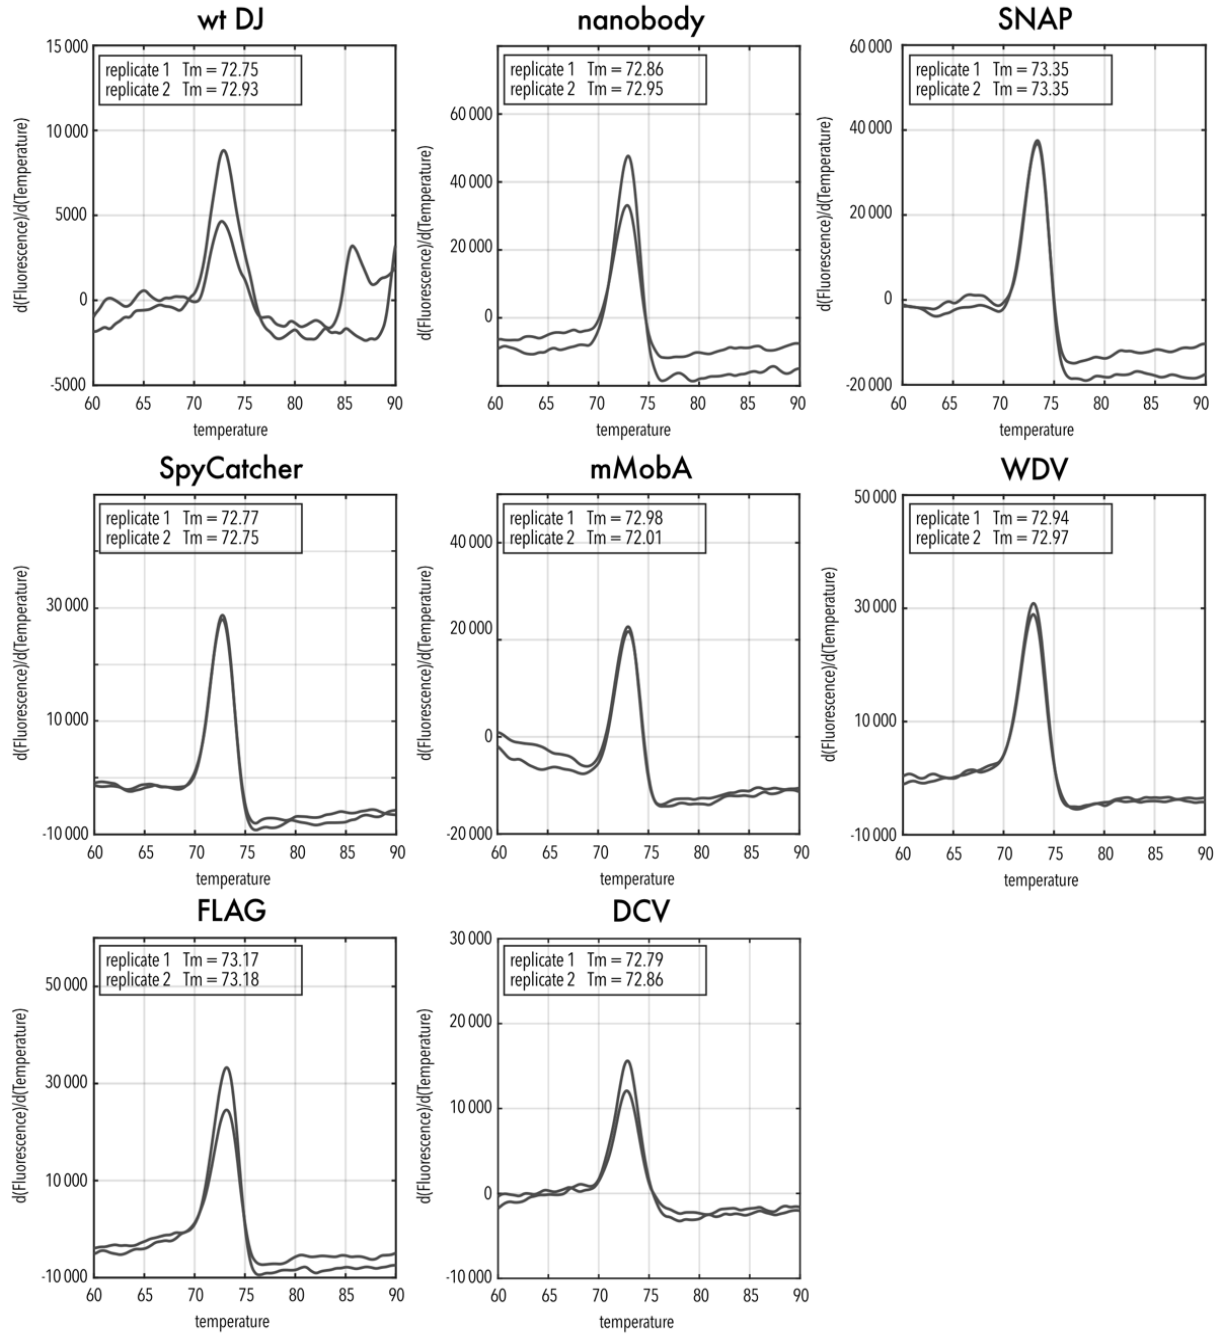 wt DJ
replicate 1 Tm = 72.75
replicate 2 Tm = 72.93
15 000
10 000
5000
0
-5000
60 65 70 75 80 85 90
d(Fluorescence)/d(Temperature)
temperature
nanobody
replicate 1 Tm = 72.86
replicate 2 Tm = 72.95
60 000
40 000
20 000
0
60 65 70 75 80 85 90
d(Fluorescence)/d(Temperature)
temperature
SNAP
replicate 1 Tm = 73.35
replicate 2 Tm = 73.35
60 000
40 000
20 000
0
-20 000
60 65 70 75 80 85 90
d(Fluorescence)/d(Temperature)
temperature
SpyCatcher
replicate 1 Tm = 72.77
replicate 2 Tm = 72.75
30 000
10 000
-10 000
60 65 70 75 80 85 90
d(Fluorescence)/d(Temperature)
temperature
mMobA
replicate 1 Tm = 72.98
replicate 2 Tm = 72.01
40 000
20 000
0
-20 000
60 65 70 75 80 85 90
d(Fluorescence)/d(Temperature)
temperature
WDV
replicate 1 Tm = 72.94
replicate 2 Tm = 72.97
50 000
30 000
10 000
-10 000
60 65 70 75 80 85 90
d(Fluorescence)/d(Temperature)
temperature
FLAG
replicate 1 Tm = 73.17
replicate 2 Tm = 73.18
50 000
30 000
10 000
-10 000
60 65 70 75 80 85 90
d(Fluorescence)/d(Temperature)
temperature
DCV
replicate 1 Tm = 72.79
replicate 2 Tm = 72.86
30 000
20 000
10 000
0
-10 000
60 65 70 75 80 85 90
d(Fluorescence)/d(Temperature)
temperature